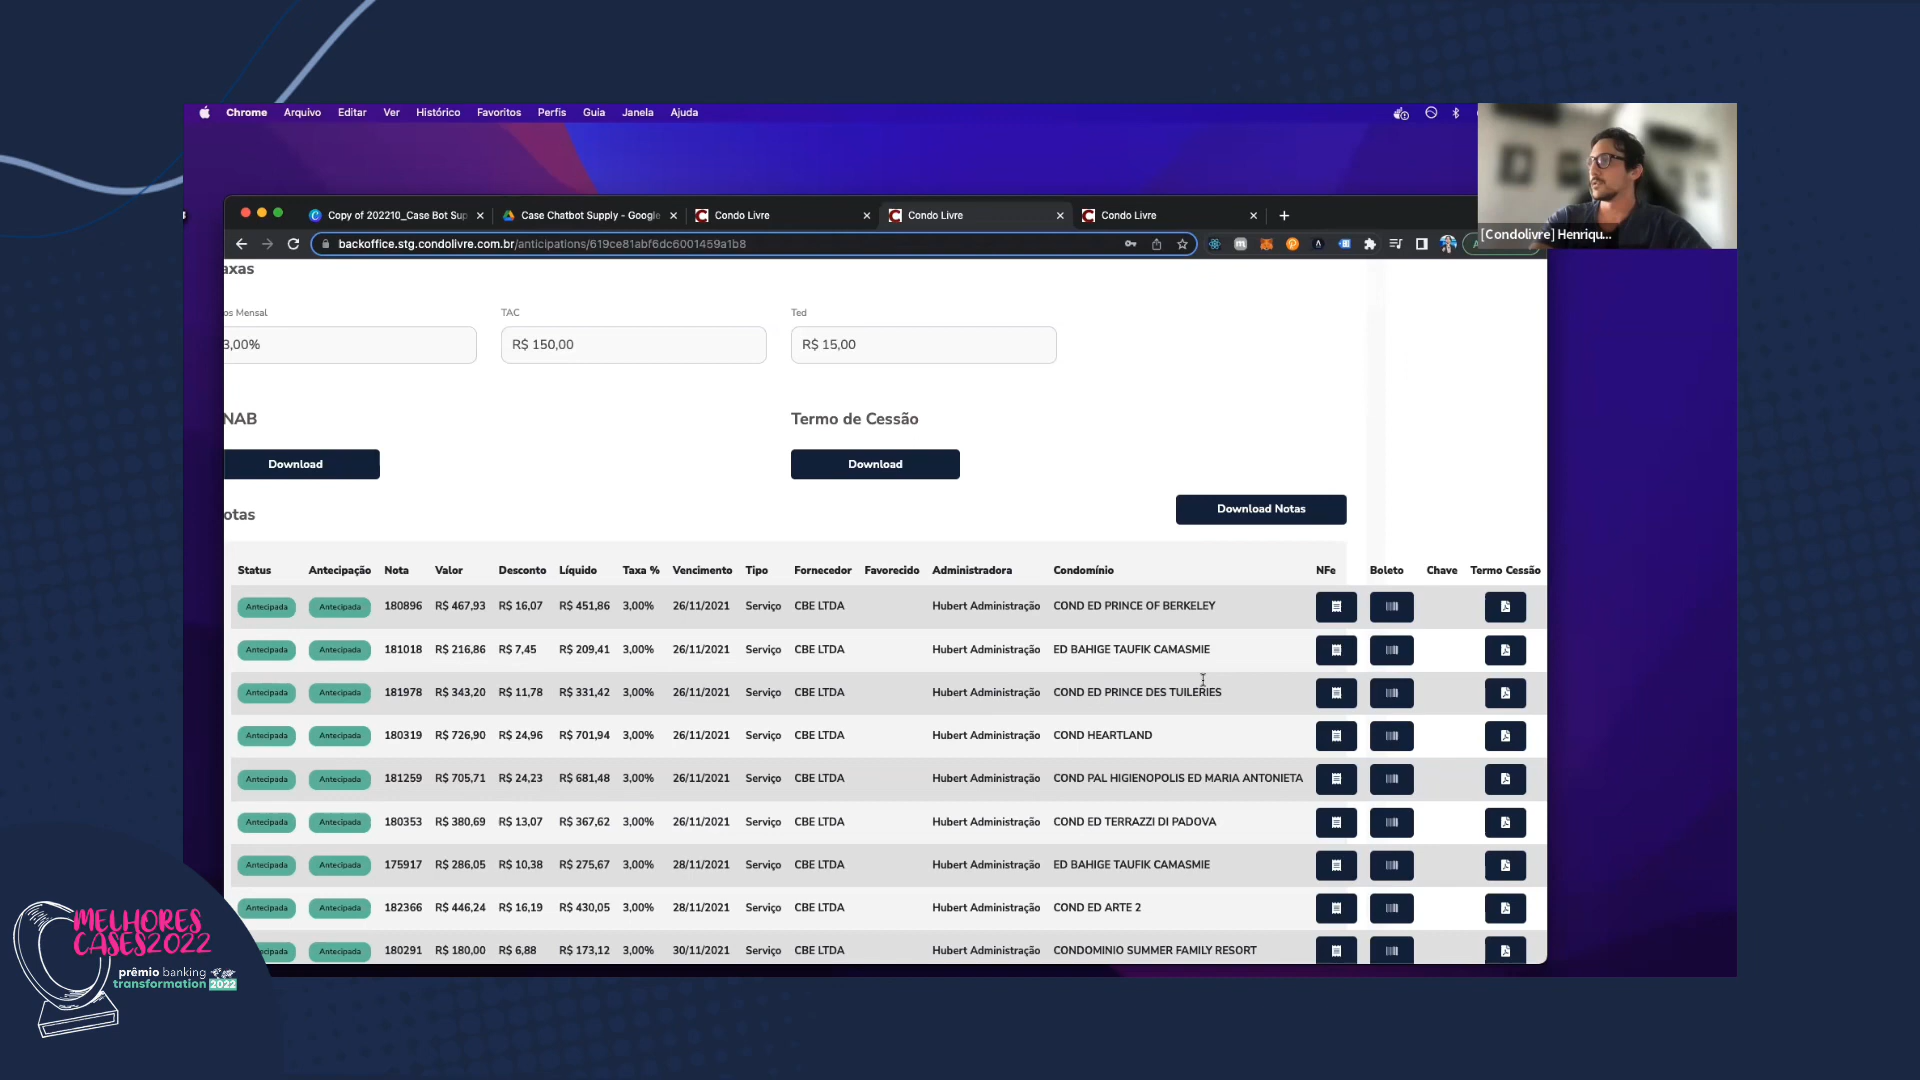 Chrome Arquivo Editar Ver Histórico Favoritos Perfis Guia Janela Ajuda
Copy of 202210_Case Bot Sup
Case Chatbot Supply - Google
Condo Livre
Condo Livre
Condo Livre
backoffice.stg.condolivre.com.br/anticipations/619ce81abf6dc6001459a1b8
[Condolivre] Henriqu...
axas
os Mensal TAC Ted
3,00% R$ 150,00 R$ 15,00
NAB Termo de Cessão
Download Download
Download Notas
otas
Status Antecipação Nota Valor Desconto Líquido Taxa % Vencimento Tipo Fornecedor Favorecido Administradora Condomínio NFe Boleto Chave Termo Cessão
Antecipada Antecipada 180896 R$ 467,93 R$ 16,07 R$ 451,86 3,00% 26/11/2021 Serviço CBE LTDA Hubert Administração COND ED PRINCE OF BERKELEY
Antecipada Antecipada 181018 R$ 216,86 R$ 7,45 R$ 209,41 3,00% 26/11/2021 Serviço CBE LTDA Hubert Administração ED BAHIGE TAUFIK CAMASMIE
Antecipada Antecipada 181978 R$ 343,20 R$ 11,78 R$ 331,42 3,00% 26/11/2021 Serviço CBE LTDA Hubert Administração COND ED PRINCE DES TUILERIES
Antecipada Antecipada 180319 R$ 726,90 R$ 24,96 R$ 701,94 3,00% 26/11/2021 Serviço CBE LTDA Hubert Administração COND HEARTLAND
Antecipada Antecipada 181259 R$ 705,71 R$ 24,23 R$ 681,48 3,00% 26/11/2021 Serviço CBE LTDA Hubert Administração COND PAL HIGIENOPOLIS ED MARIA ANTONIETA
Antecipada Antecipada 180353 R$ 380,69 R$ 13,07 R$ 367,62 3,00% 26/11/2021 Serviço CBE LTDA Hubert Administração COND ED TERRAZZI DI PADOVA
Antecipada Antecipada 175917 R$ 286,05 R$ 10,38 R$ 275,67 3,00% 28/11/2021 Serviço CBE LTDA Hubert Administração ED BAHIGE TAUFIK CAMASMIE
Antecipada Antecipada 182366 R$ 446,24 R$ 16,19 R$ 430,05 3,00% 28/11/2021 Serviço CBE LTDA Hubert Administração COND ED ARTE 2
cipada Antecipada 180291 R$ 180,00 R$ 6,88 R$ 173,12 3,00% 30/11/2021 Serviço CBE LTDA Hubert Administração CONDOMINIO SUMMER FAMILY RESORT
MELHORES
CASES2022
prêmio banking
transformation 2022